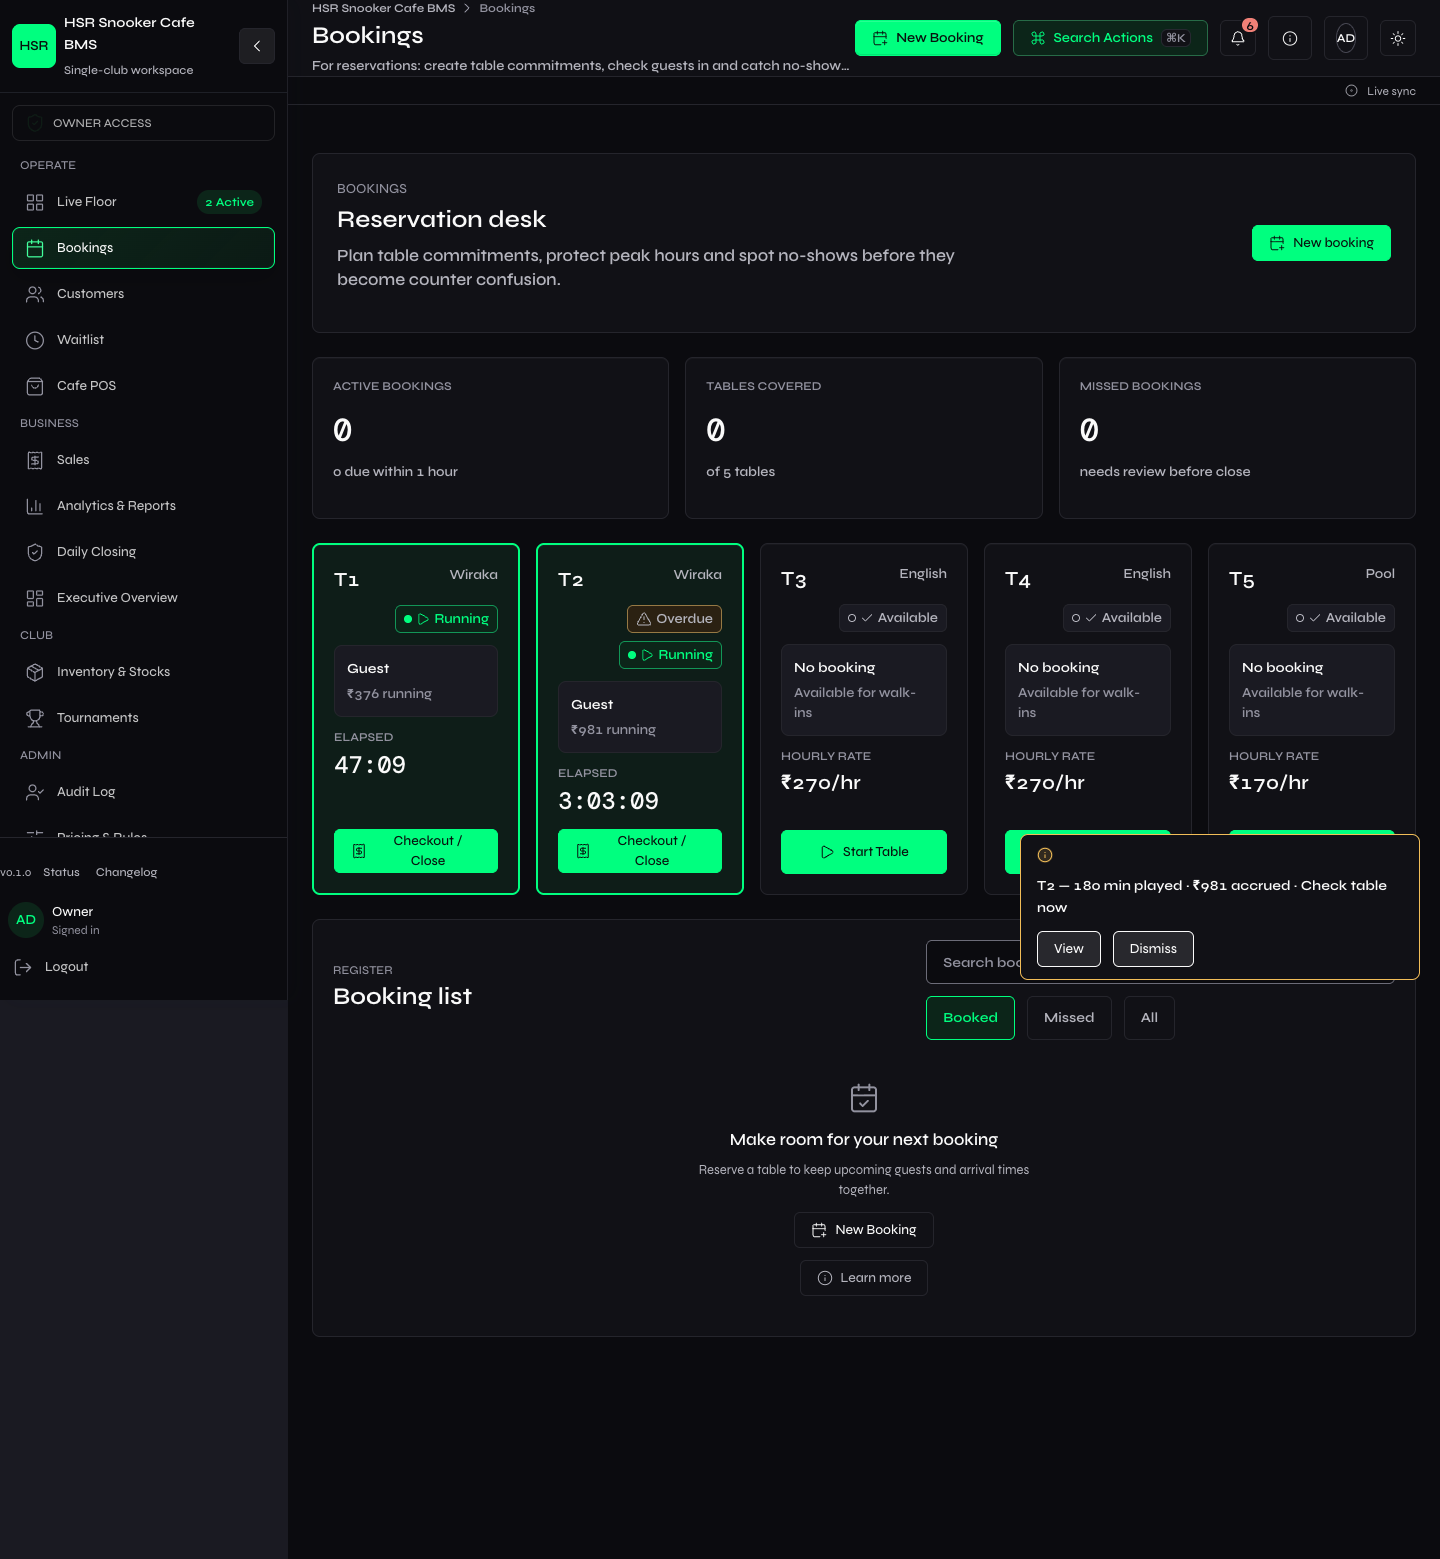 HSR
HSR Snooker Cafe
BMS
Single-club workspace
OWNER ACCESS
OPERATE
Live Floor
2 Active
Bookings
Customers
Waitlist
Cafe POS
BUSINESS
Sales
Analytics & Reports
Daily Closing
Executive Overview
CLUB
Inventory & Stocks
Tournaments
ADMIN
Audit Log
Pricing & Rules
v0.1.0 Status Changelog
AD
Owner
Signed in
Logout
HSR Snooker Cafe BMS > Bookings
Bookings
For reservations: create table commitments, check guests in and catch no-show...
New Booking
Search Actions ⌘K
6
AD
Live sync
BOOKINGS
Reservation desk
Plan table commitments, protect peak hours and spot no-shows before they
become counter confusion.
New booking
ACTIVE BOOKINGS
0
0 due within 1 hour
TABLES COVERED
0
of 5 tables
MISSED BOOKINGS
0
needs review before close
T1
Wiraka
Running
Guest
₹376 running
ELAPSED
47:09
Checkout /
Close
T2
Wiraka
Overdue
Running
Guest
₹981 running
ELAPSED
3:03:09
Checkout /
Close
T3
English
Available
No booking
Available for walk-
ins
HOURLY RATE
₹270/hr
Start Table
T4
English
Available
No booking
Available for walk-
ins
HOURLY RATE
₹270/hr
T5
Pool
Available
No booking
Available for walk-
ins
HOURLY RATE
₹170/hr
T2 — 180 min played · ₹981 accrued · Check table
now
View
Dismiss
REGISTER
Booking list
Search boo
Booked
Missed
All
Make room for your next booking
Reserve a table to keep upcoming guests and arrival times
together.
New Booking
Learn more